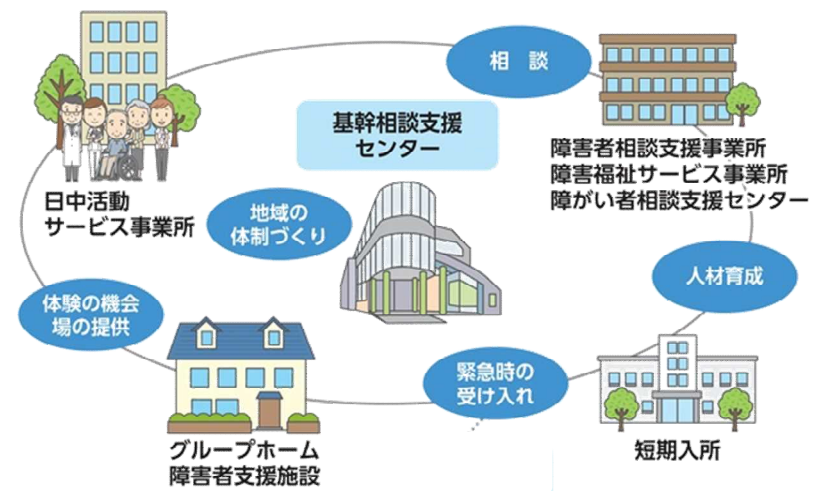 相　談
基幹相談支援
センター
障害者相談支援事業所
障害福祉サービス事業所
障がい者相談支援センター
日中活動
サービス事業所
地域の
体制づくり
人材育成
体験の機会
場の提供
緊急時の
受け入れ
グループホーム
障害者支援施設
短期入所